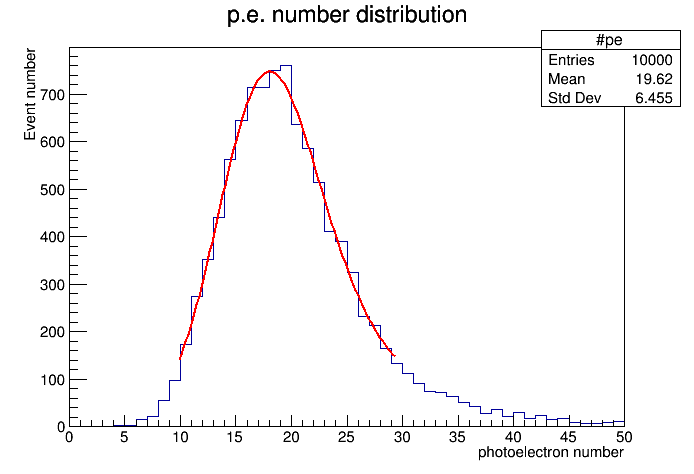 p.e. number distribution
#pe
Entries 10000
Mean 19.62
Std Dev 6.455
Event number
700
600
500
400
300
200
100
0
0 5 10 15 20 25 30 35 40 45 50
photoelectron number